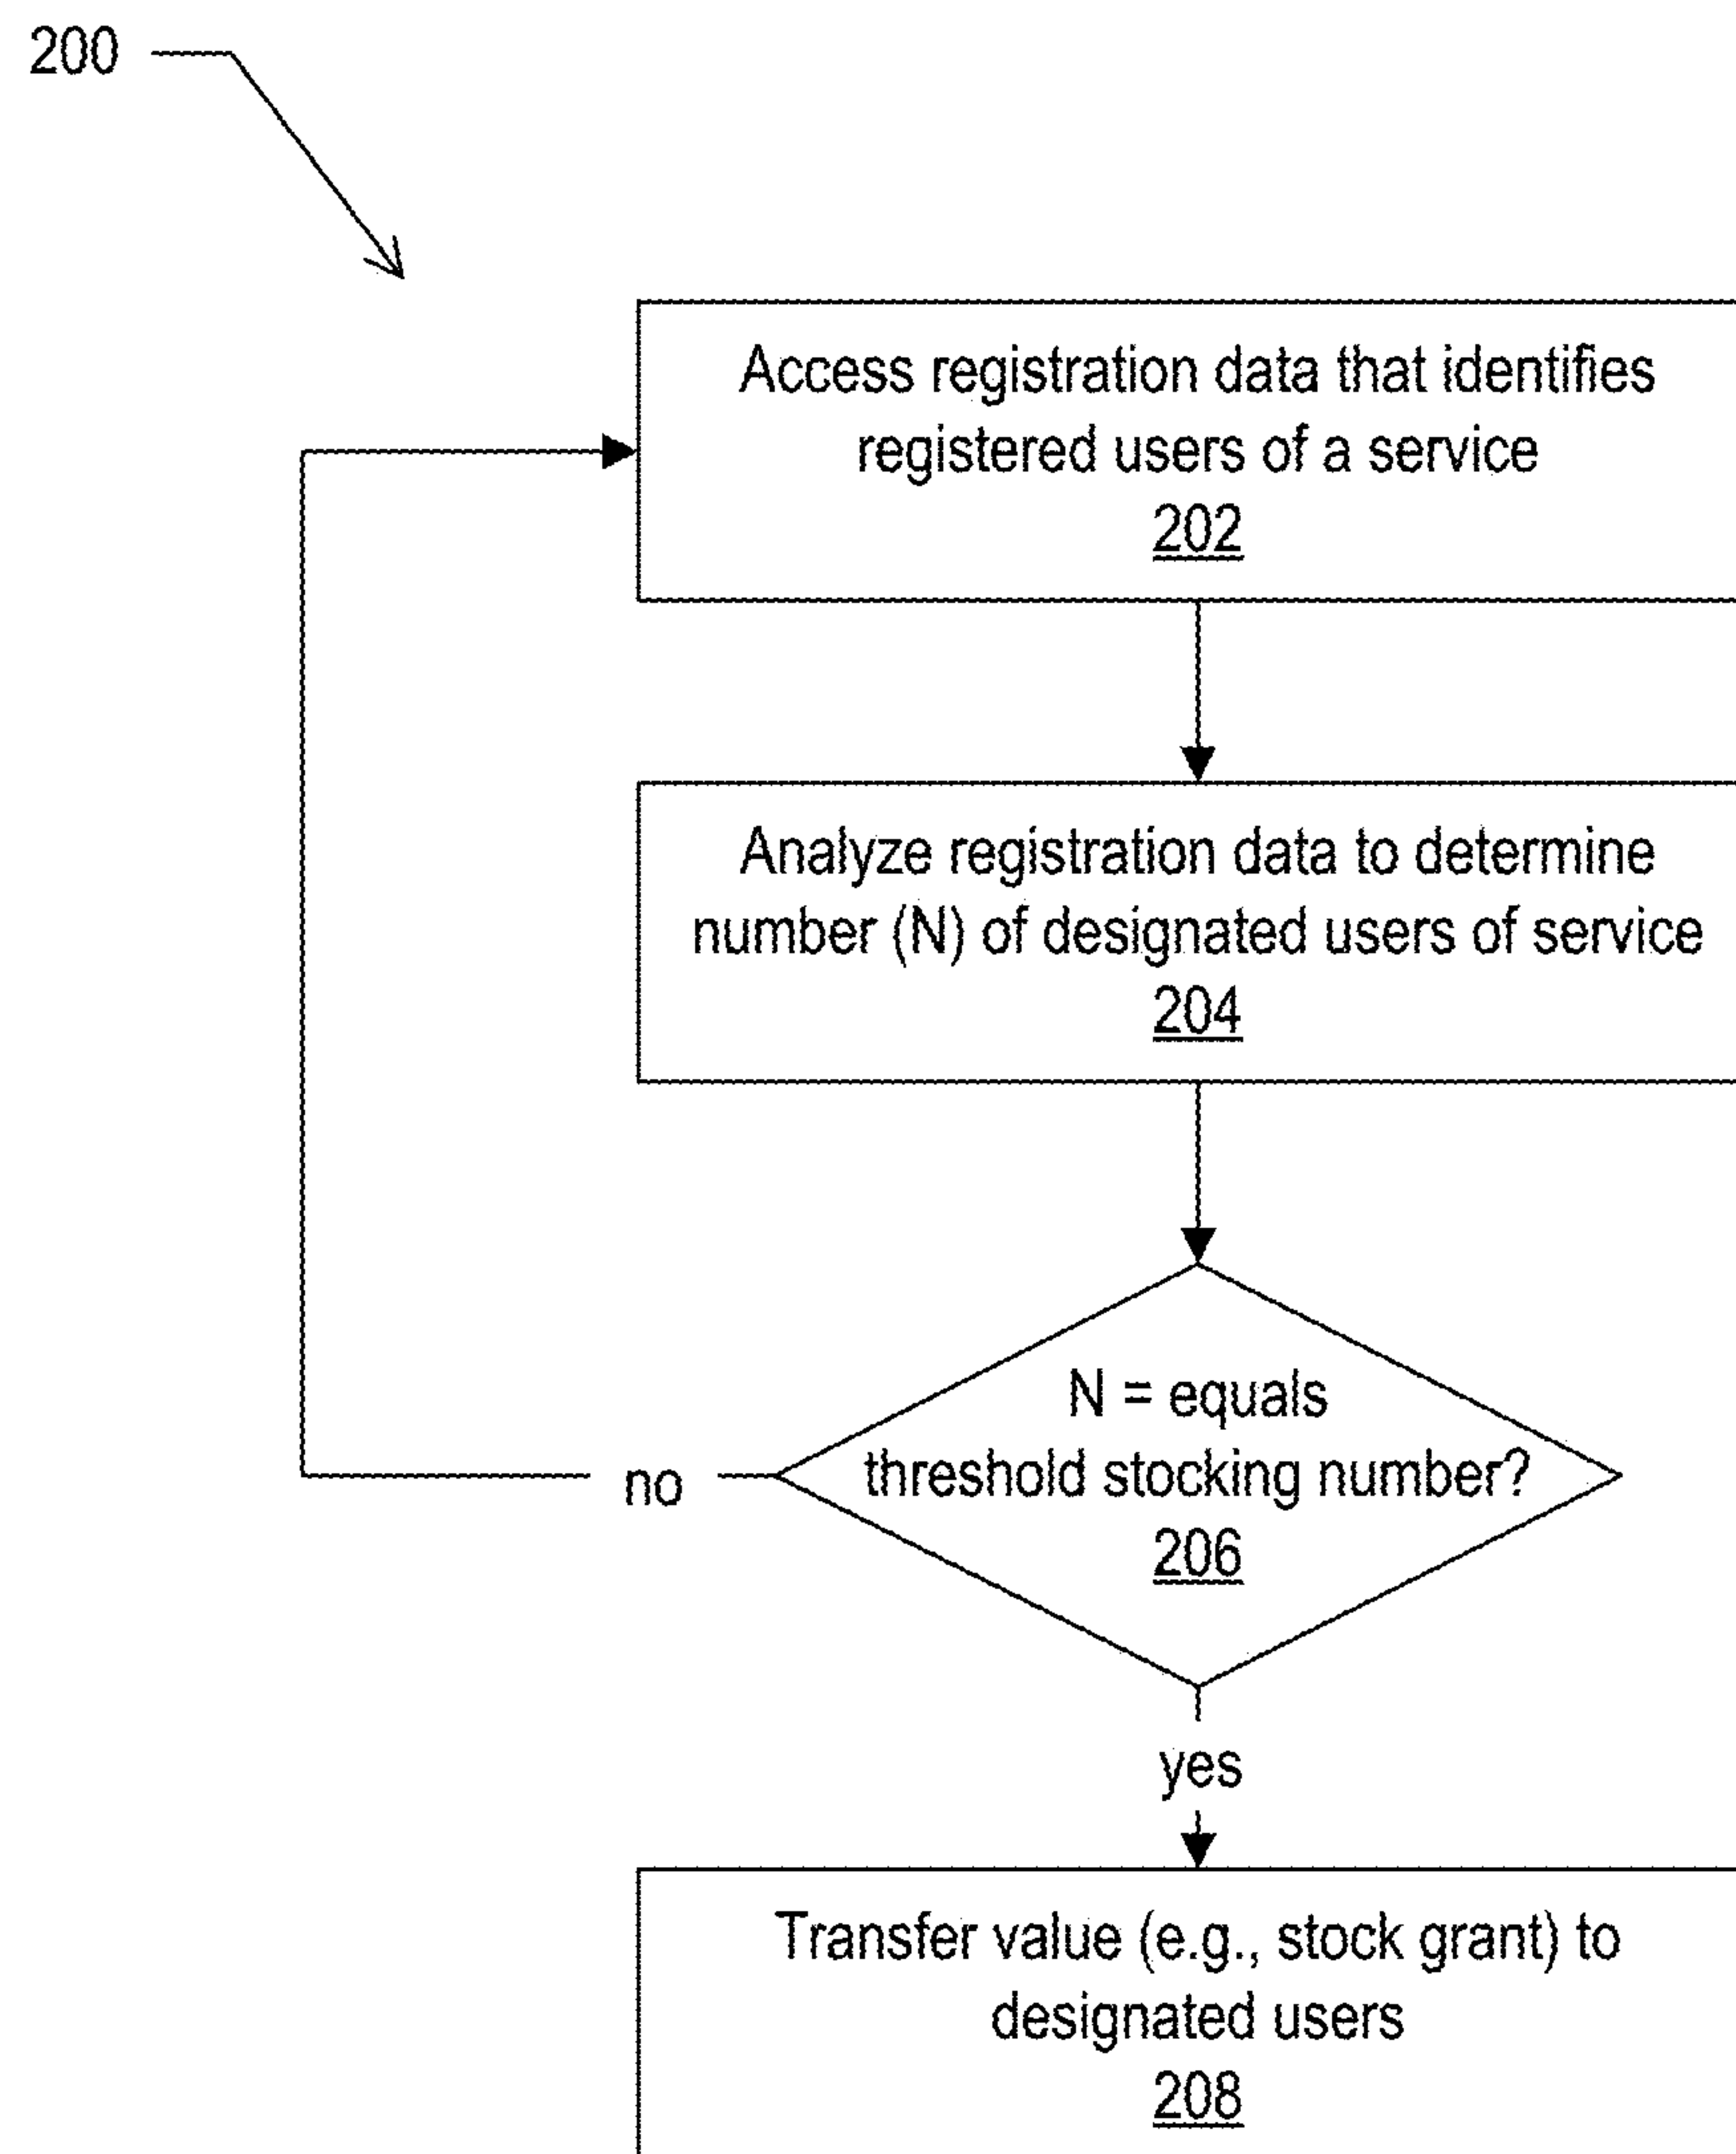 200
Access registration data that identifies
registered users of a service
202
Analyze registration data to determine
number (N) of designated users of service
204
N = equals
threshold stocking number?
206
no
yes
Transfer value (e.g., stock grant) to
designated users
208